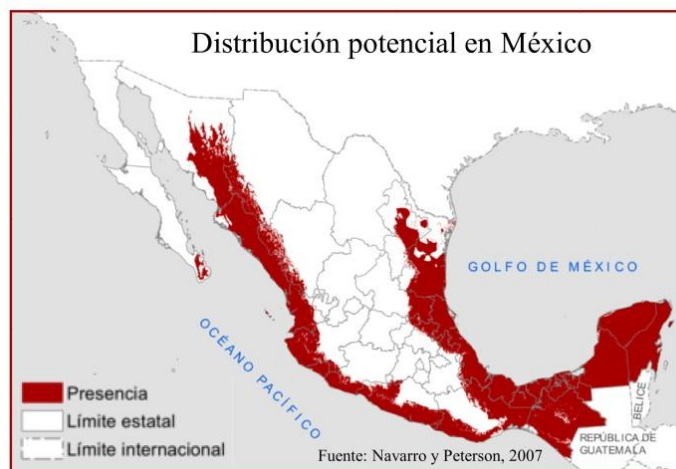 Distribución potencial en México
GOLFO DE MÉXICO
OCÉANO PACÍFICO
BELICE
REPÚBLICA DE
GUATEMALA
Presencia
Límite estatal
Límite internacional
Fuente: Navarro y Peterson, 2007